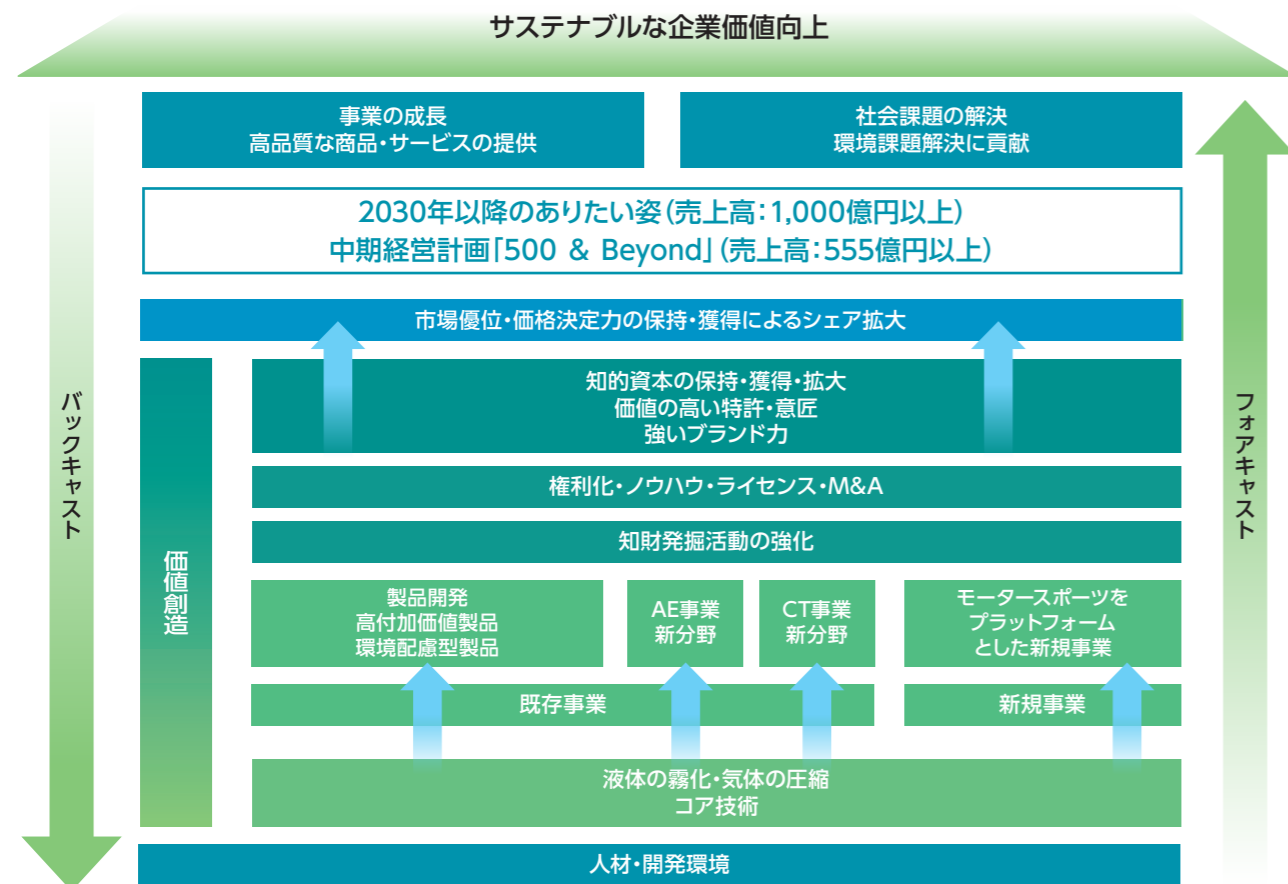 サステナブルな企業価値向上
事業の成長
高品質な商品・サービスの提供
社会課題の解決
環境課題解決に貢献
2030年以降のありたい姿（売上高：1,000億円以上）
中期経営計画「500 & Beyond」（売上高：555億円以上）
市場優位・価格決定力の保持・獲得によるシェア拡大
バックキャスト
フォアキャスト
価値創造
知的資本の保持・獲得・拡大
価値の高い特許・意匠
強いブランド力
権利化・ノウハウ・ライセンス・M&A
知財発掘活動の強化
製品開発
高付加価値製品
環境配慮型製品
AE事業
新分野
CT事業
新分野
モータースポーツを
プラットフォーム
とした新規事業
既存事業
新規事業
液体の霧化・気体の圧縮
コア技術
人材・開発環境